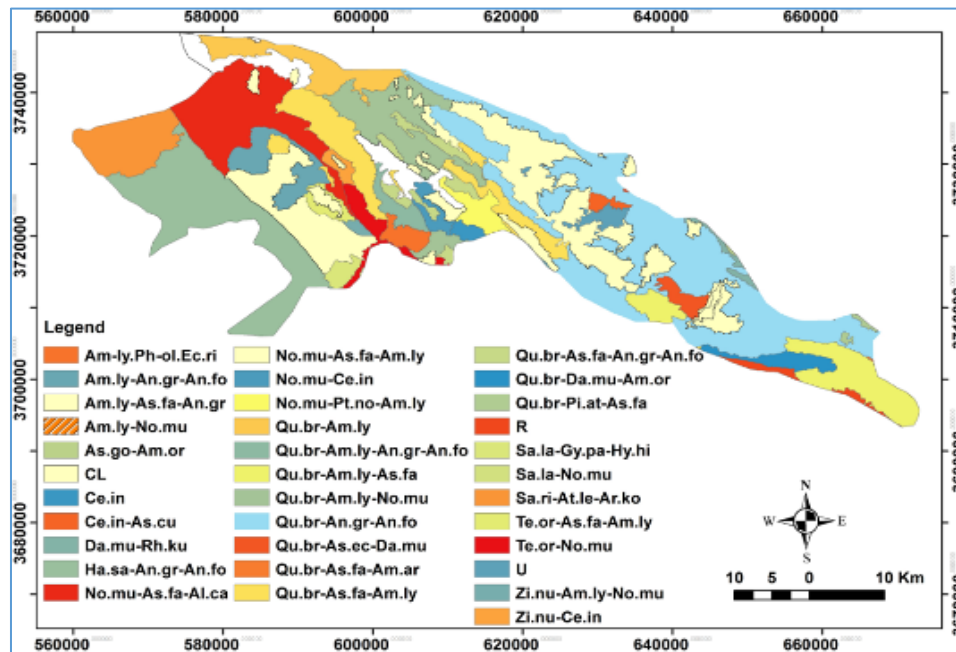 560000 580000 600000 620000 640000 660000
3740000
3720000
3700000
3680000
3740000
3720000
3700000
Legend
Am-ly.Ph-ol.Ec.ri
Am.ly-An.gr-An.fo
Am.ly-As.fa-An.gr
Am.ly-No.mu
As.go-Am.or
CL
Ce.in
Ce.in-As.cu
Da.mu-Rh.ku
Ha.sa-An.gr-An.fo
No.mu-As.fa-Al.ca
No.mu-As.fa-Am.ly
No.mu-Ce.in
No.mu-Pt.no-Am.ly
Qu.br-Am.ly
Qu.br-Am.ly-An.gr-An.fo
Qu.br-Am.ly-As.fa
Qu.br-Am.ly-No.mu
Qu.br-An.gr-An.fo
Qu.br-As.ec-Da.mu
Qu.br-As.fa-Am.ar
Qu.br-As.fa-Am.ly
Qu.br-As.fa-An.gr-An.fo
Qu.br-Da.mu-Am.or
Qu.br-Pi.at-As.fa
R
Sa.la-Gy.pa-Hy.hi
Sa.la-No.mu
Sa.ri-At.le-Ar.ko
Te.or-As.fa-Am.ly
Te.or-No.mu
U
Zi.nu-Am.ly-No.mu
Zi.nu-Ce.in
N
W E
S
10 5 0 10 Km
560000 580000 600000 620000 640000 660000